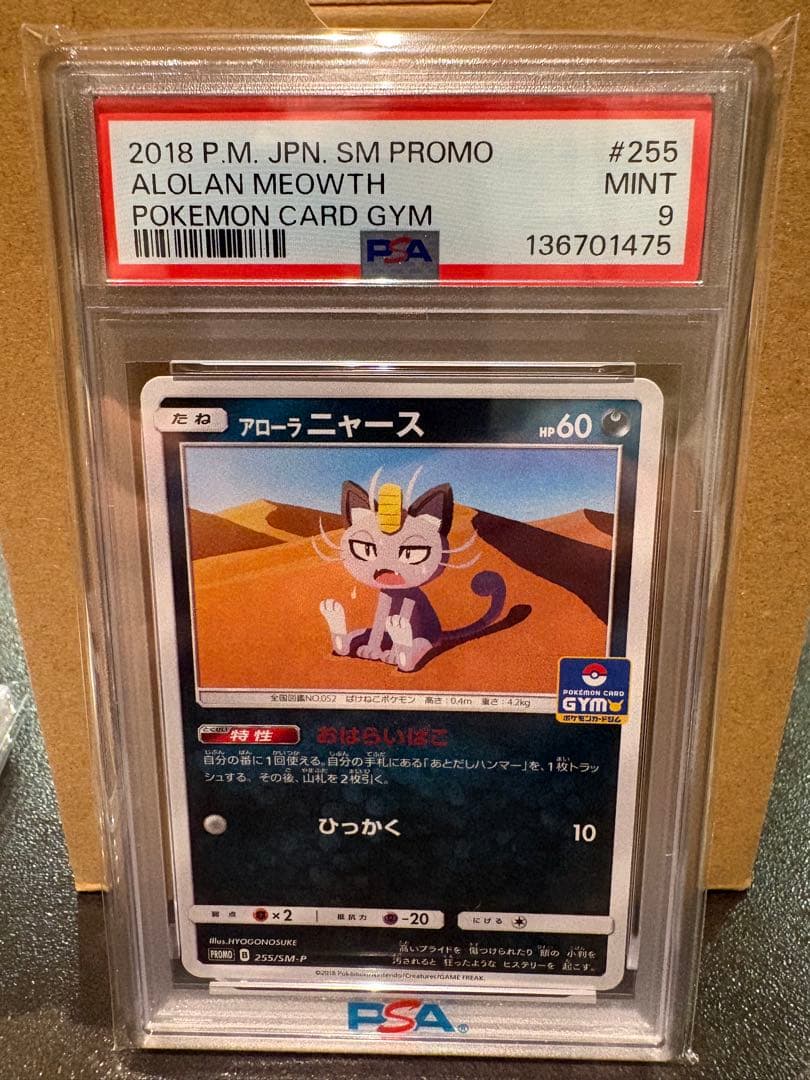 2018 P.M. JPN. SM PROMO #255
ALOLAN MEOWTH MINT
POKEMON CARD GYM 9
PSA 136701475
たね アローラ ニャース HP60
全国図鑑NO.052 ばけねこポケモン 高さ：0.4m 重さ：4.2kg
POKÉMON CARD
GYM
ポケモンカードジム
特性 おはらいばこ
自分の番に1回使える。自分の手札にある「あとだしハンマー」を、1枚トラッ
シュする。その後、山札を2枚引く。
ひっかく 10
弱点 ×2 抵抗力 -20 にげる
Illus.HYOGONOSUKE
PROMO B 255/SM-P
高いプライドを 傷つけられたり 額の 小判を
汚されると 狂ったような ヒステリーを 起こす。
©2018 Pokémon/Nintendo/Creatures/GAME FREAK.
PSA®